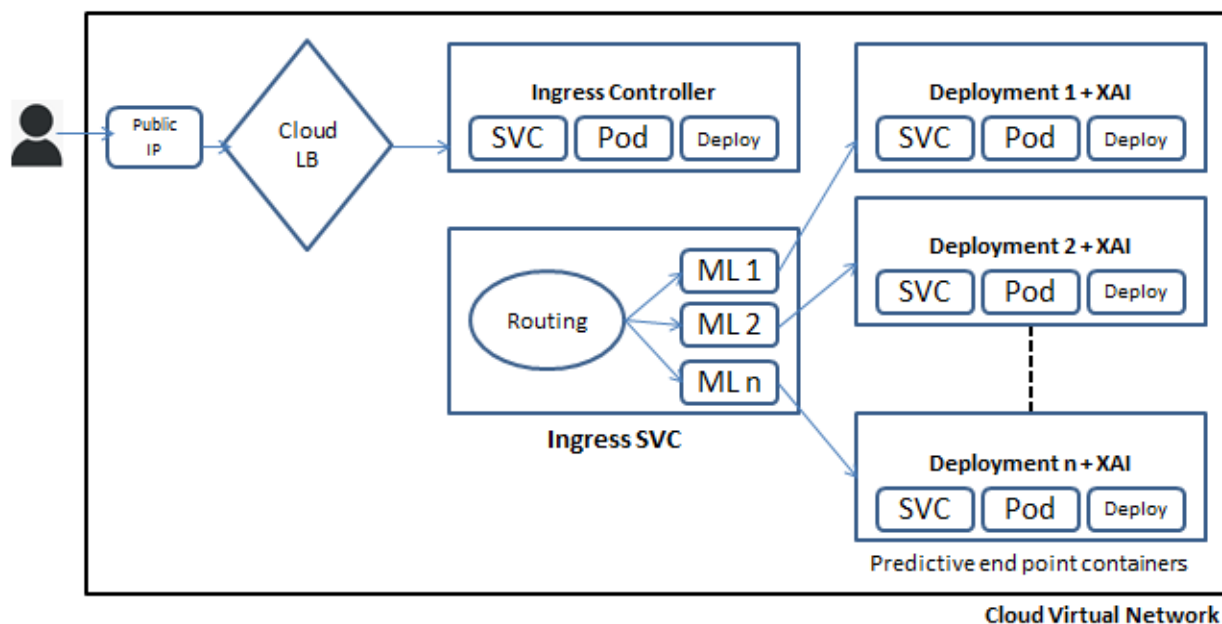 Public
IP
Cloud
LB
Ingress Controller
SVC
Pod
Deploy
Routing
ML 1
ML 2
ML n
Ingress SVC
Deployment 1 + XAI
SVC
Pod
Deploy
Deployment 2 + XAI
SVC
Pod
Deploy
Deployment n + XAI
SVC
Pod
Deploy
Predictive end point containers
Cloud Virtual Network